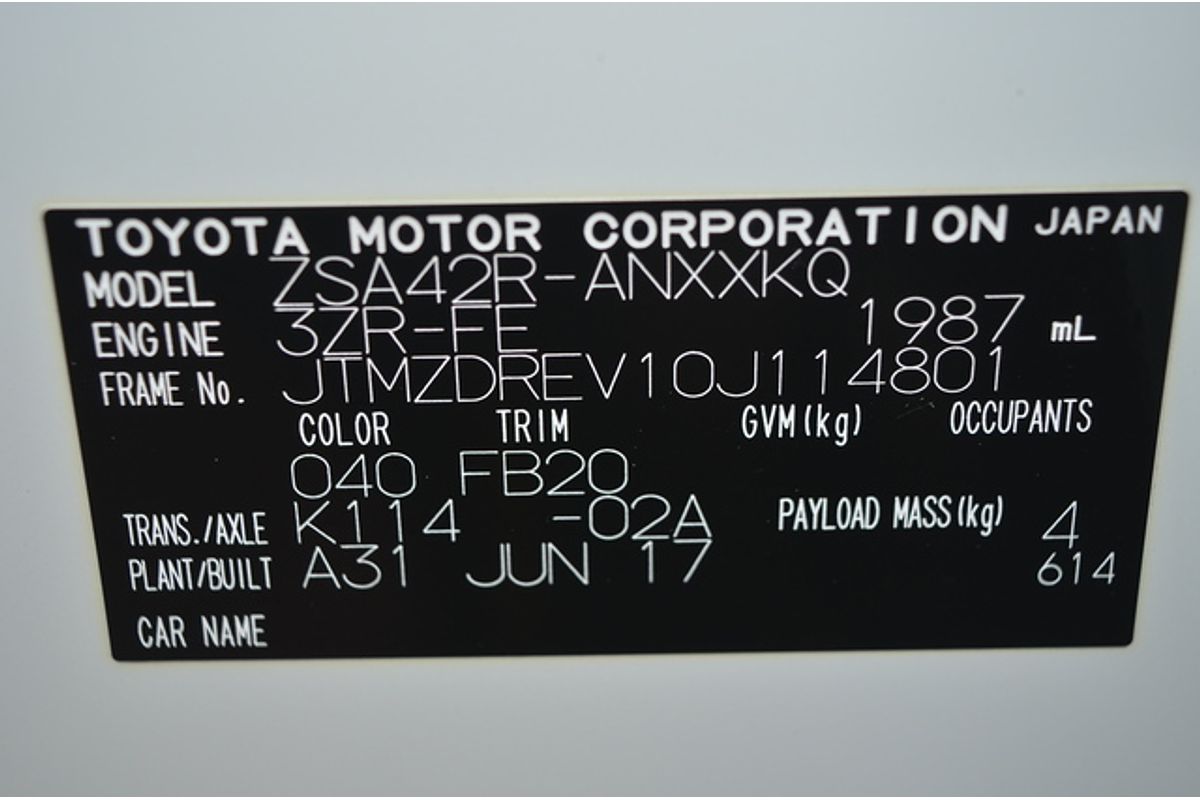 TOYOTA MOTOR CORPORATION JAPAN
MODEL ZSA42R-ANXXKQ
ENGINE 3ZR-FE 1987 mL
FRAME No. JTMZDREV10J114801
COLOR TRIM GVM(kg) OCCUPANTS
040 FB20
TRANS./AXLE K114 -02A PAYLOAD MASS(kg) 4
PLANT/BUILT A31 JUN 17 614
CAR NAME